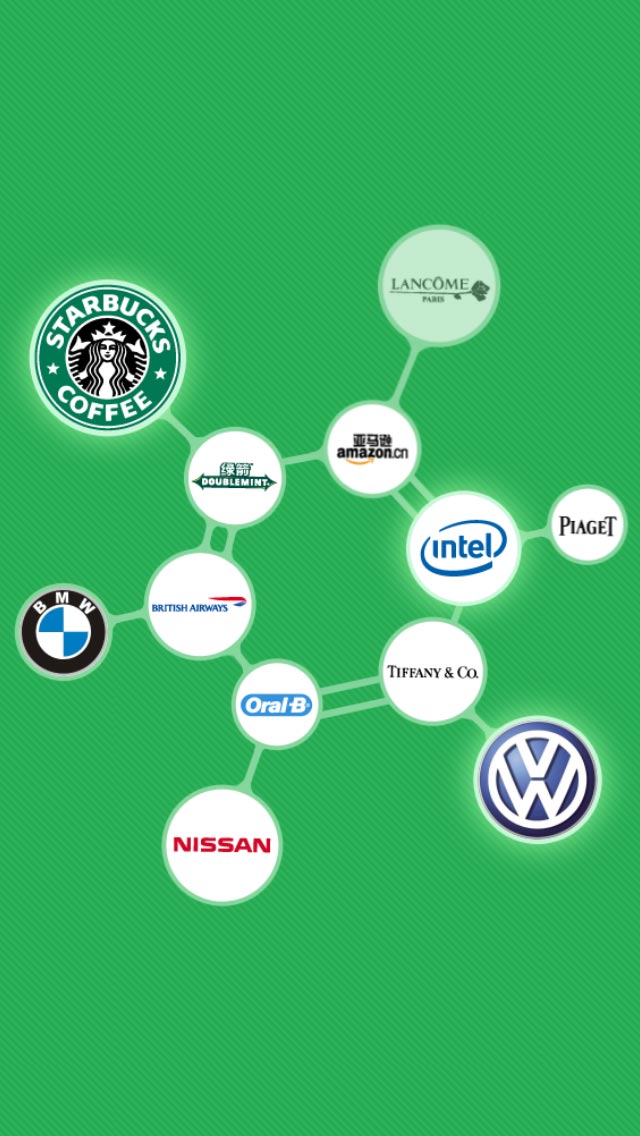 LANCÔME
PARIS
STARBUCKS
COFFEE
亚马逊
amazon.cn
绿箭
DOUBLEMINT
PIAGET
intel
BMW
BRITISH AIRWAYS
TIFFANY & CO.
Oral-B
NISSAN